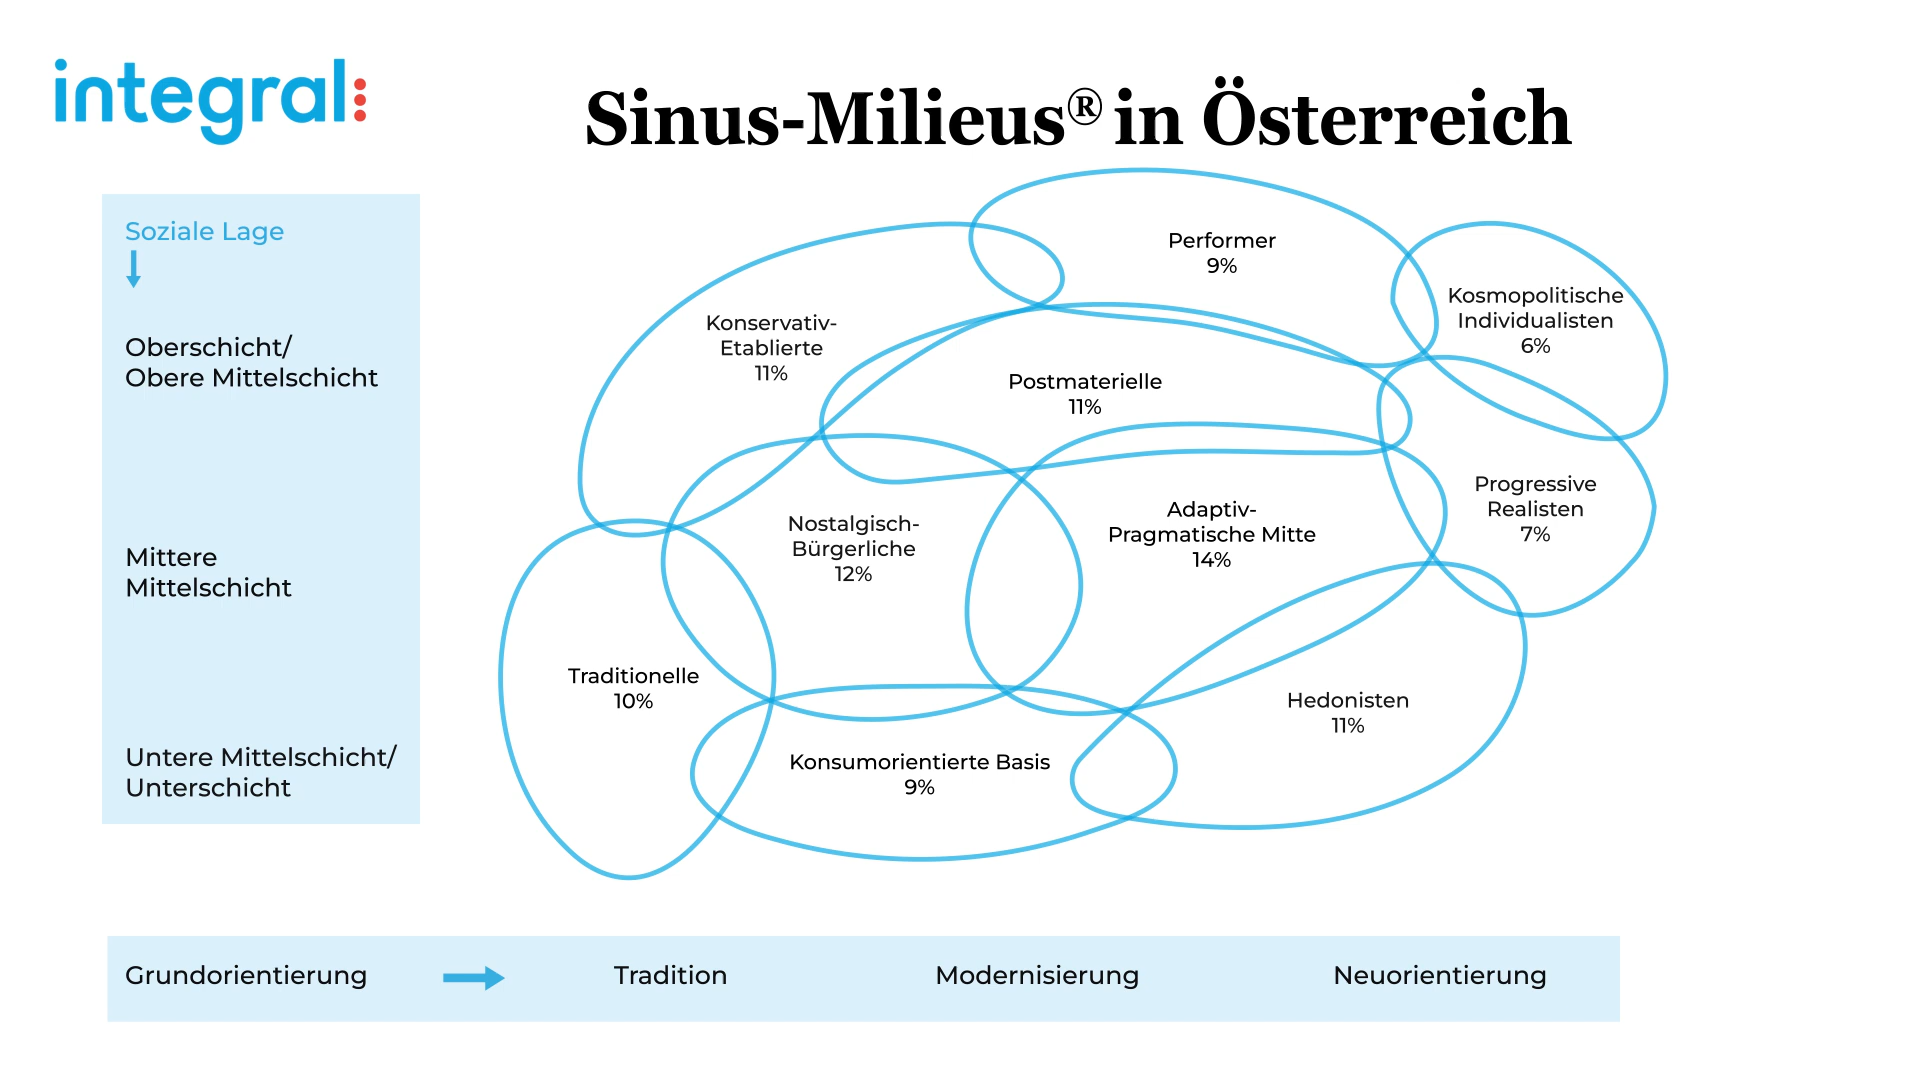 integral
Sinus-Milieus® in Österreich
Soziale Lage
Oberschicht/
Obere Mittelschicht
Mittere
Mittelschicht
Untere Mittelschicht/
Unterschicht
Performer
9%
Kosmopolitische
Individualisten
6%
Konservativ-
Etablierte
11%
Postmaterielle
11%
Progressive
Realisten
7%
Nostalgisch-
Bürgerliche
12%
Adaptiv-
Pragmatische Mitte
14%
Traditionelle
10%
Hedonisten
11%
Konsumorientierte Basis
9%
Grundorientierung
Tradition
Modernisierung
Neuorientierung